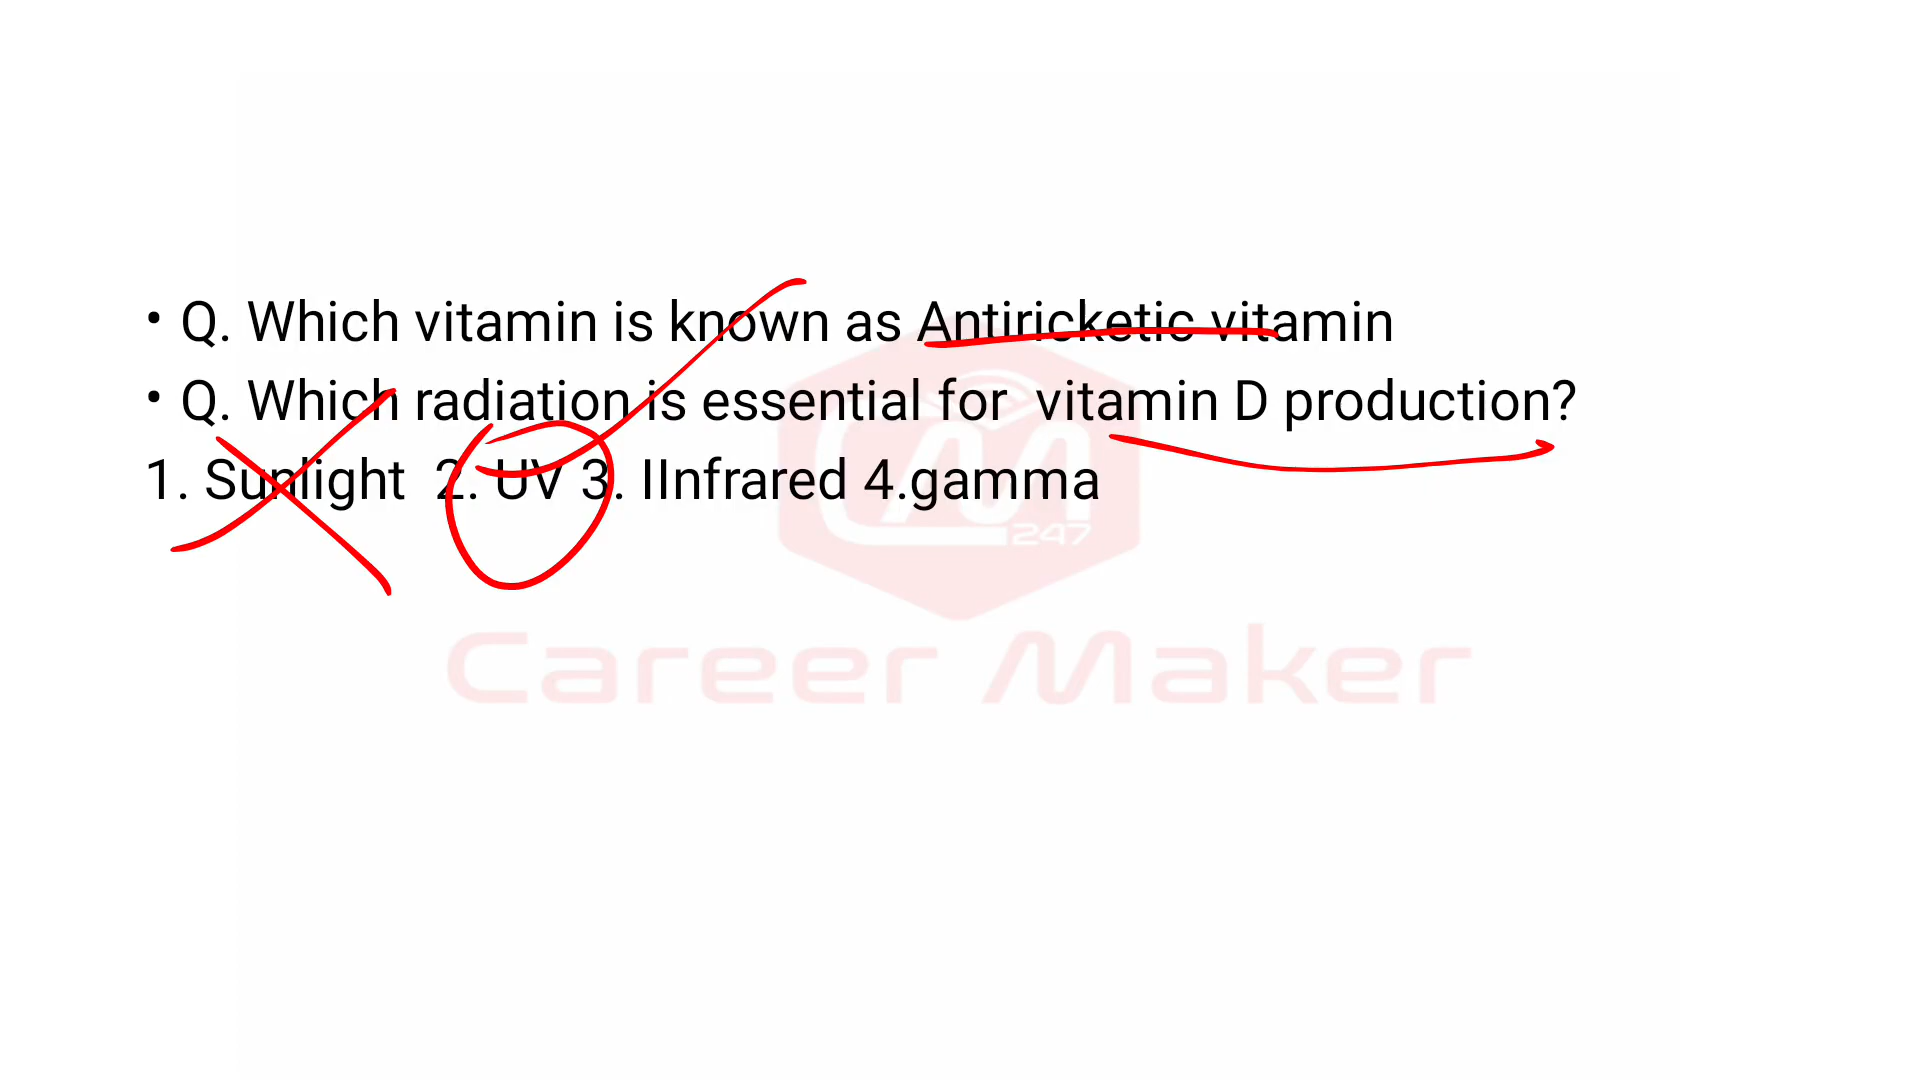 • Q. Which vitamin is known as Antiricketic vitamin
• Q. Which radiation is essential for vitamin D production?
1. Sunlight 2. UV 3. IInfrared 4.gamma
247
Career Maker